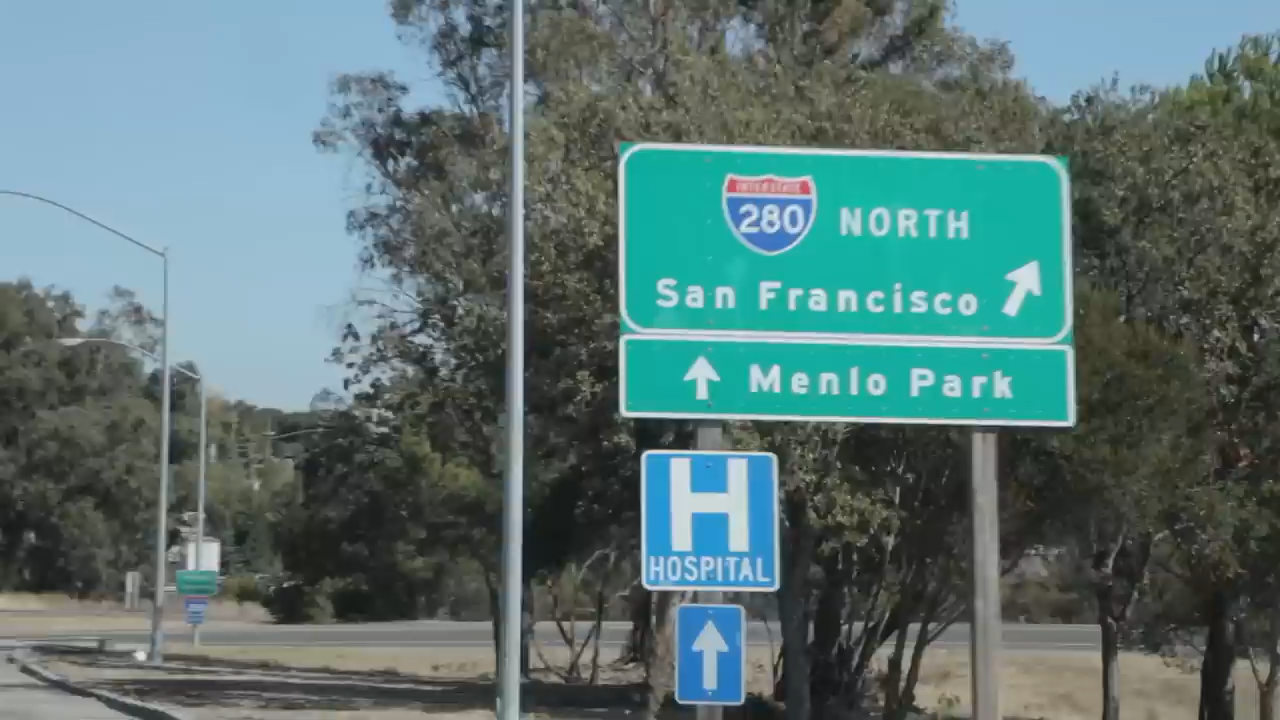 INTERSTATE
280 NORTH
San Francisco
Menlo Park
H
HOSPITAL